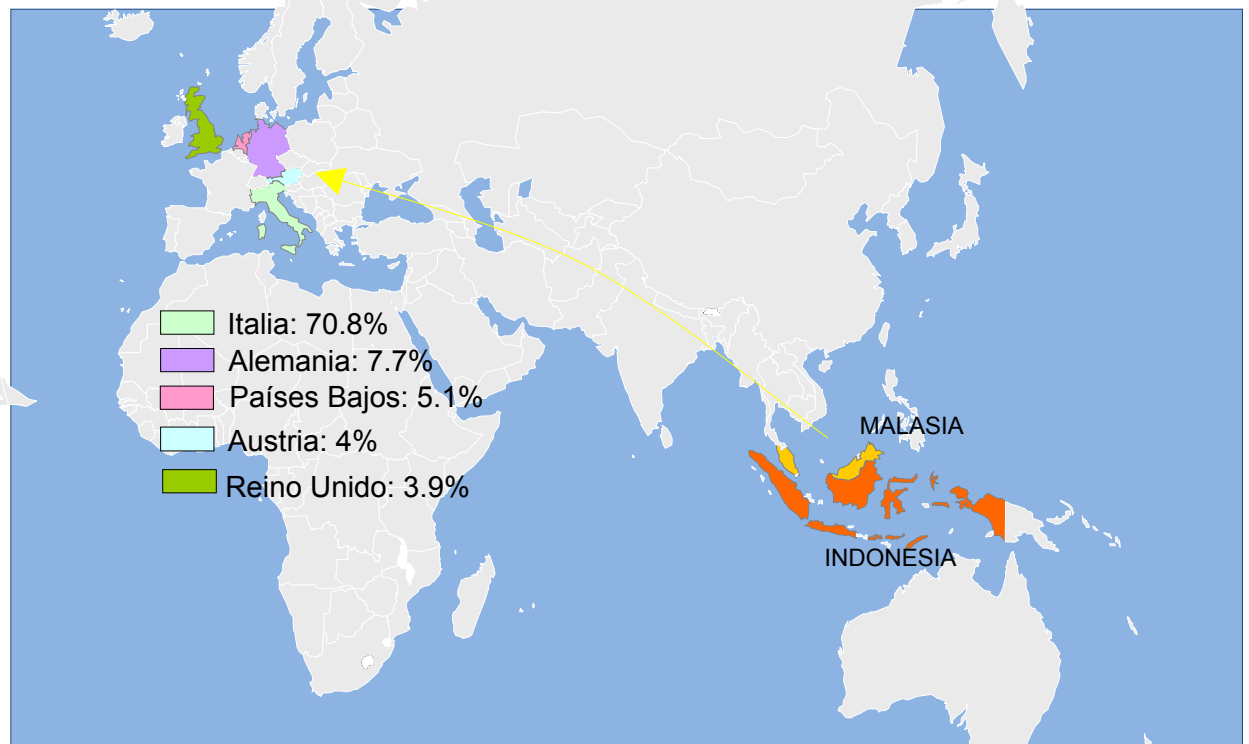 Italia: 70.8%
Alemania: 7.7%
Países Bajos: 5.1%
Austria: 4%
Reino Unido: 3.9%
MALASIA
INDONESIA